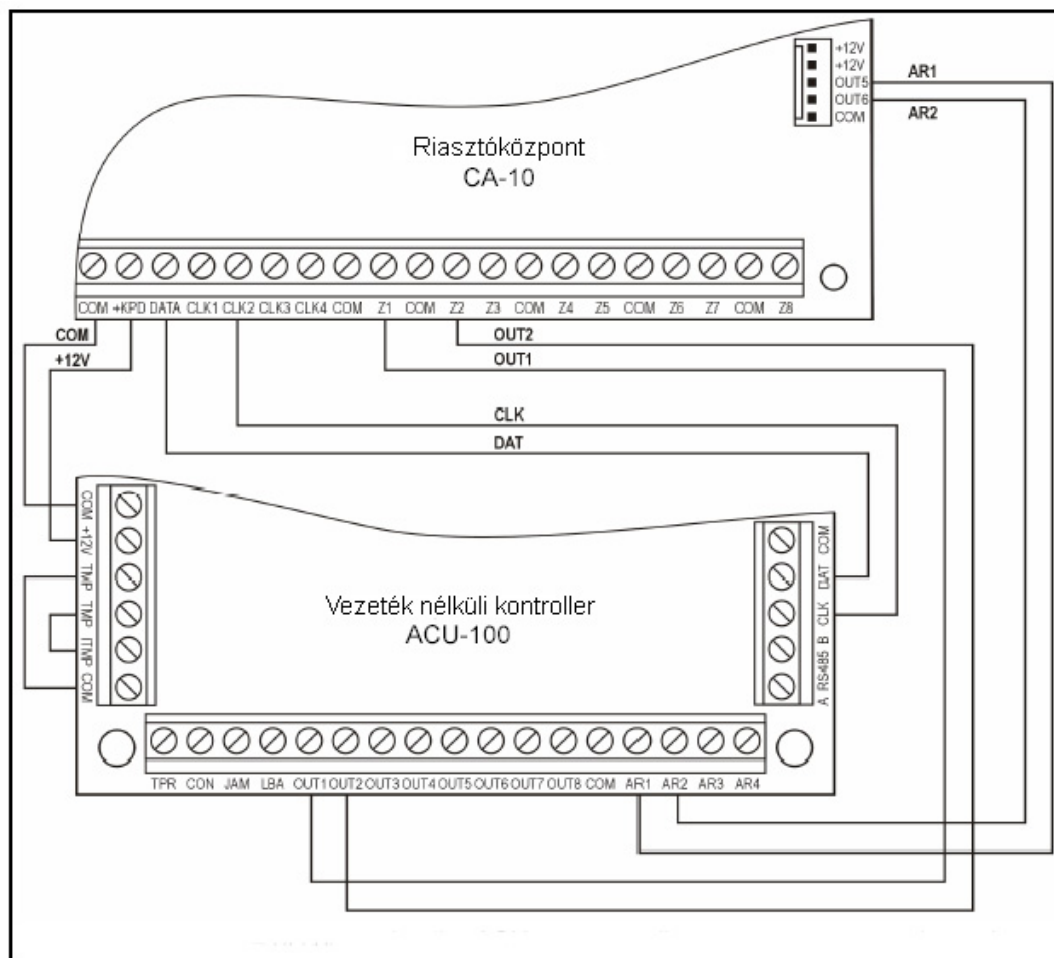 +12V
+12V
OUT5
OUT6
COM
AR1
AR2
Riasztóközpont
CA-10
COM +KPD DATA CLK1 CLK2 CLK3 CLK4 COM Z1 COM Z2 Z3 COM Z4 Z5 COM Z6 Z7 COM Z8
COM
+12V
OUT2
OUT1
CLK
DAT
COM
+12V
TMP
TMP
ITMP
COM
Vezeték nélküli kontroller
ACU-100
COM
DAT
CLK
A RS485 B
TPR CON JAM LBA OUT1 OUT2 OUT3 OUT4 OUT5 OUT6 OUT7 OUT8 COM AR1 AR2 AR3 AR4